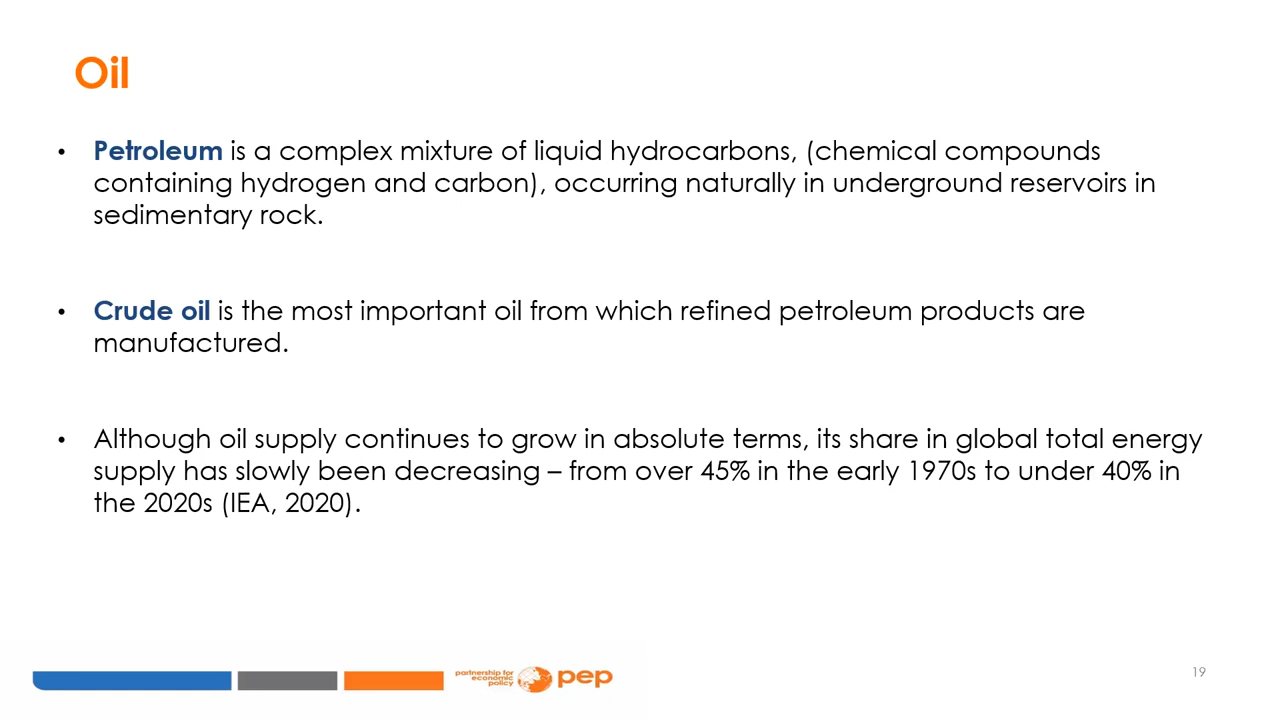 Oil
• Petroleum is a complex mixture of liquid hydrocarbons, (chemical compounds
containing hydrogen and carbon), occurring naturally in underground reservoirs in
sedimentary rock.
• Crude oil is the most important oil from which refined petroleum products are
manufactured.
• Although oil supply continues to grow in absolute terms, its share in global total energy
supply has slowly been decreasing – from over 45% in the early 1970s to under 40% in
the 2020s (IEA, 2020).
partnership for
economic
policy
pep
19